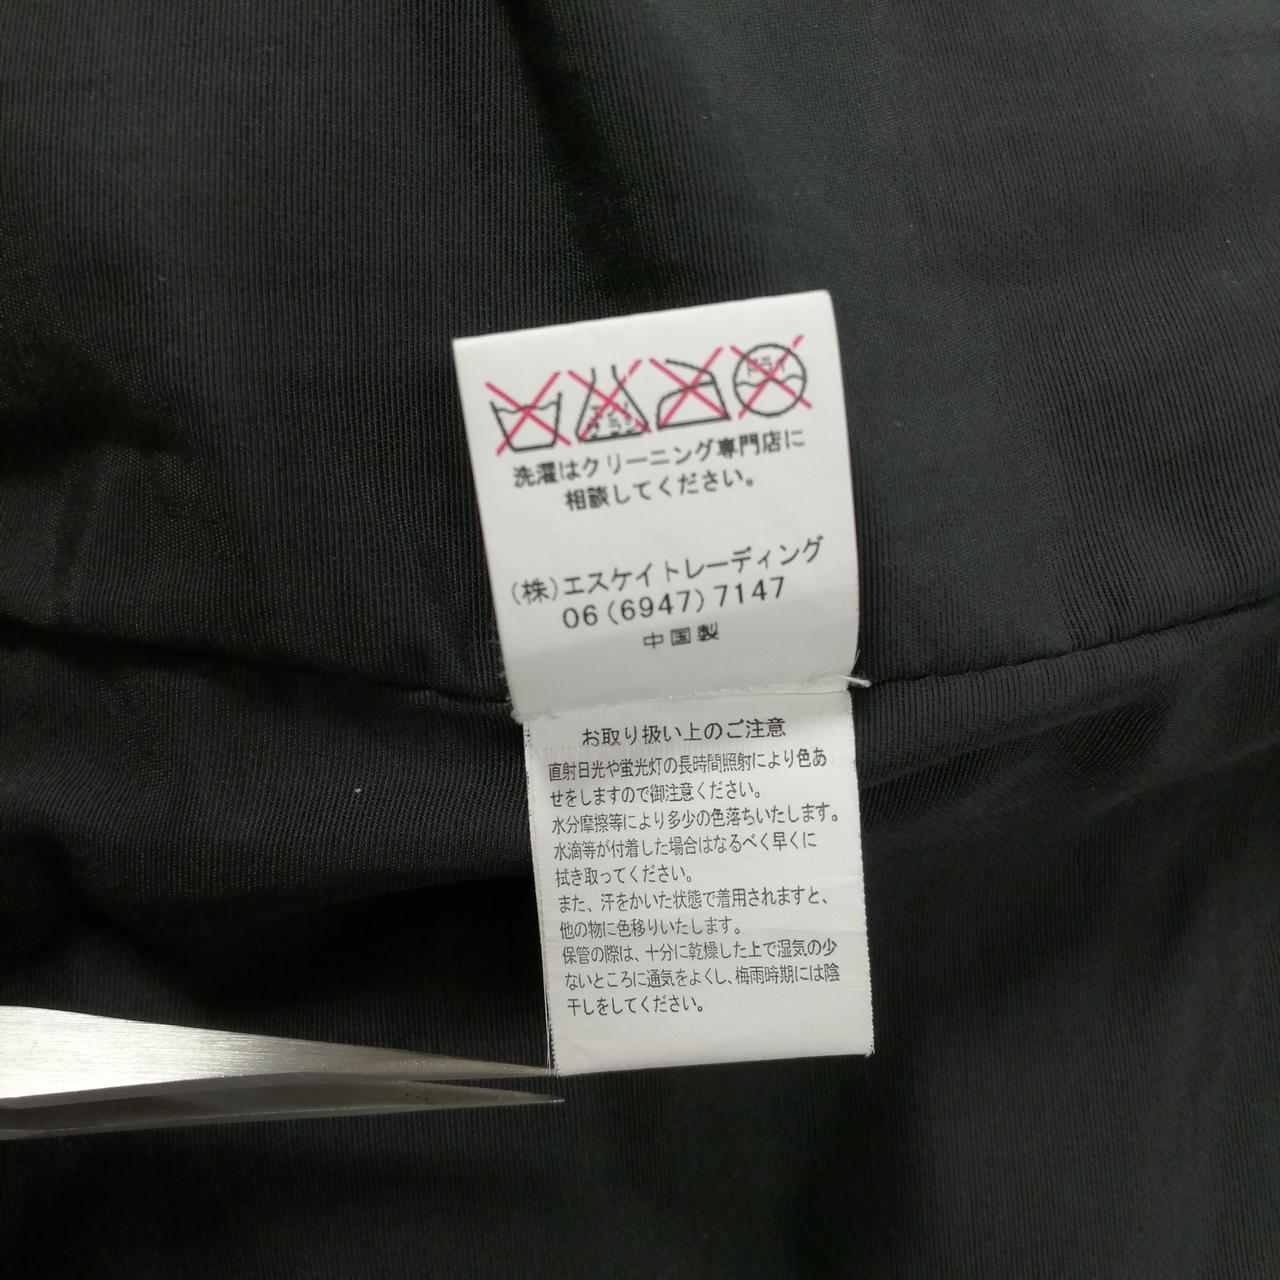 エンソ
サラシ
ドライ
洗濯はクリーニング専門店に
相談してください。
(株)エスケイトレーディング
06(6947)7147
中国製
お取り扱い上のご注意
直射日光や蛍光灯の長時間照射により色あ
せをしますので御注意ください。
水分摩擦等により多少の色落ちいたします。
水滴等が付着した場合はなるべく早くに
拭き取ってください。
また、汗をかいた状態で着用されますと、
他の物に色移りいたします。
保管の際は、十分に乾燥した上で湿気の少
ないところに通気をよくし、梅雨時期には陰
干しをしてください。